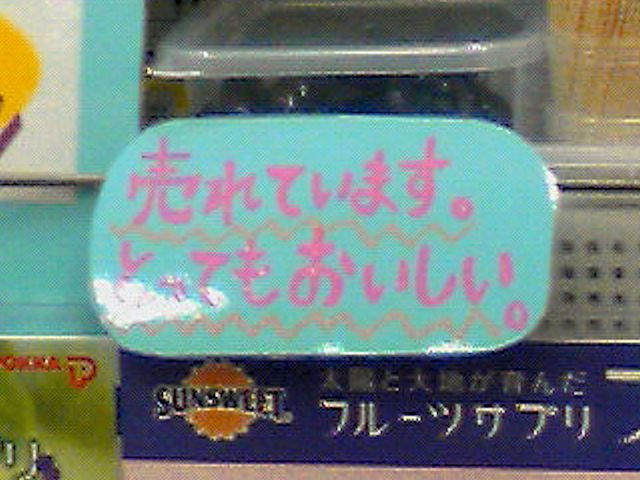 売れています。
とってもおいしい。
POKKA
SUNSWEET
太陽と大地が育んだ
フルーツサプリ